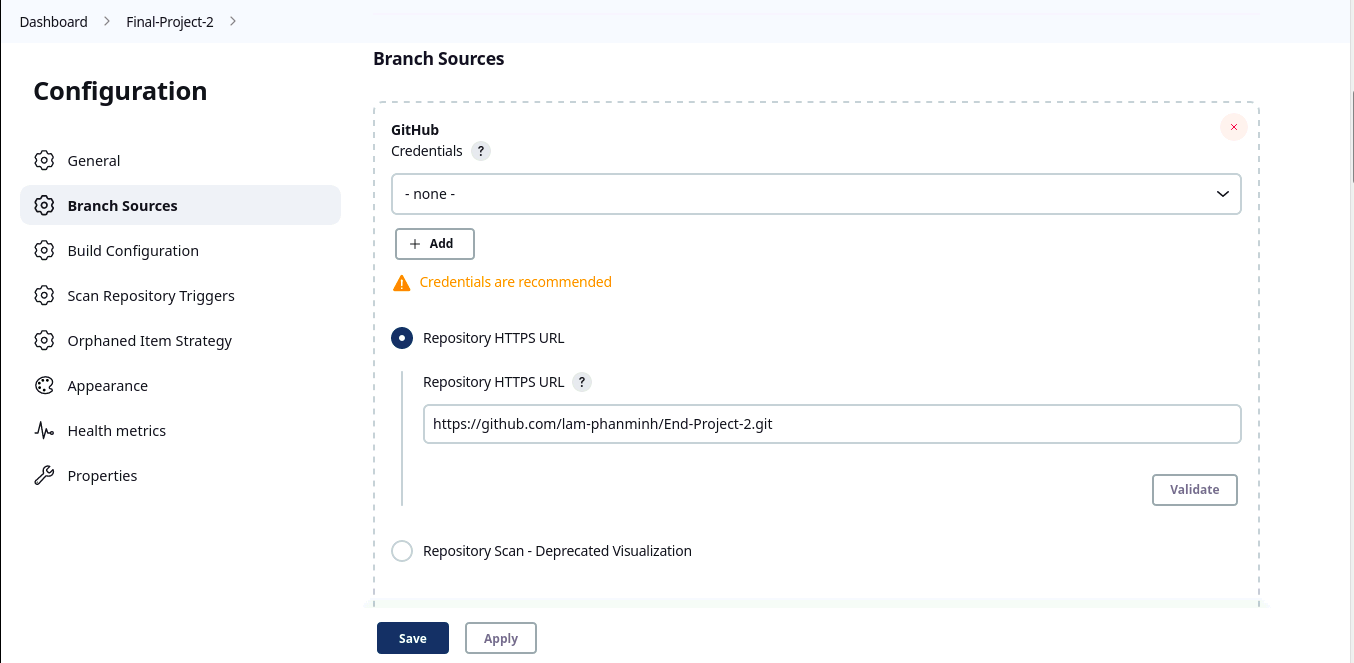 Dashboard > Final-Project-2 >
Configuration
General
Branch Sources
Build Configuration
Scan Repository Triggers
Orphaned Item Strategy
Appearance
Health metrics
Properties
Branch Sources
GitHub
Credentials ?
- none -
+ Add
Credentials are recommended
Repository HTTPS URL
Repository HTTPS URL ?
https://github.com/lam-phanminh/End-Project-2.git
Validate
Repository Scan - Deprecated Visualization
Save Apply